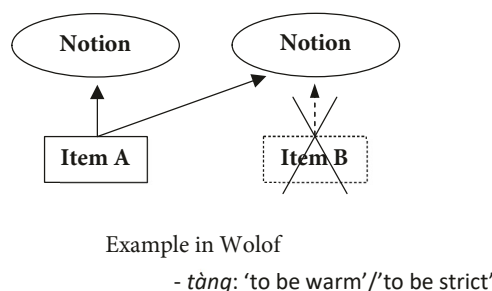 Notion Notion
Item A Item B
Example in Wolof
- tàng: ‘to be warm’/’to be strict’